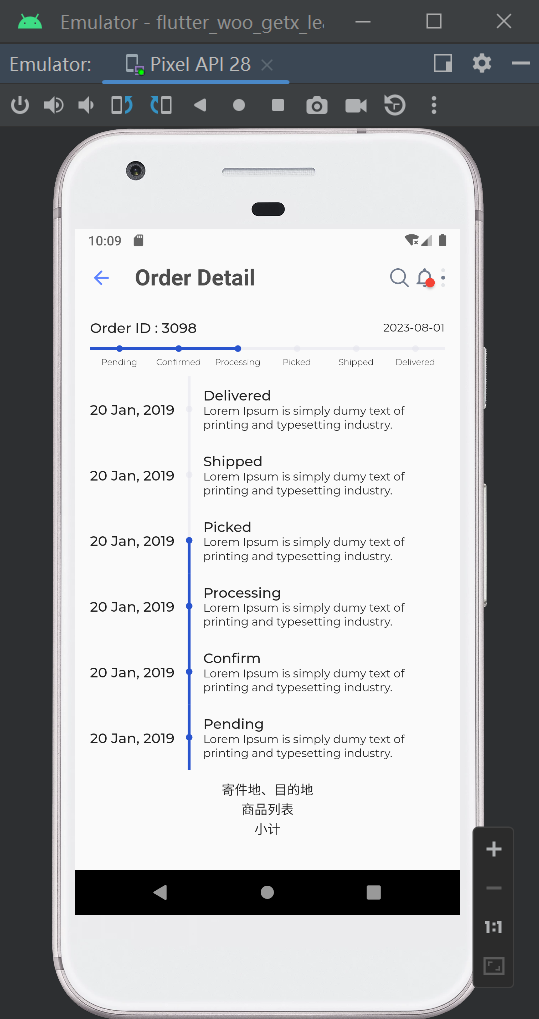 Emulator - flutter_woo_getx_le
Emulator: Pixel API 28
10:09
Order Detail
Order ID : 3098 2023-08-01
Pending Confirmed Processing Picked Shipped Delivered
20 Jan, 2019
Delivered
Lorem Ipsum is simply dumy text of
printing and typesetting industry.
20 Jan, 2019
Shipped
Lorem Ipsum is simply dumy text of
printing and typesetting industry.
20 Jan, 2019
Picked
Lorem Ipsum is simply dumy text of
printing and typesetting industry.
20 Jan, 2019
Processing
Lorem Ipsum is simply dumy text of
printing and typesetting industry.
20 Jan, 2019
Confirm
Lorem Ipsum is simply dumy text of
printing and typesetting industry.
20 Jan, 2019
Pending
Lorem Ipsum is simply dumy text of
printing and typesetting industry.
寄件地、目的地
商品列表
小计
1:1